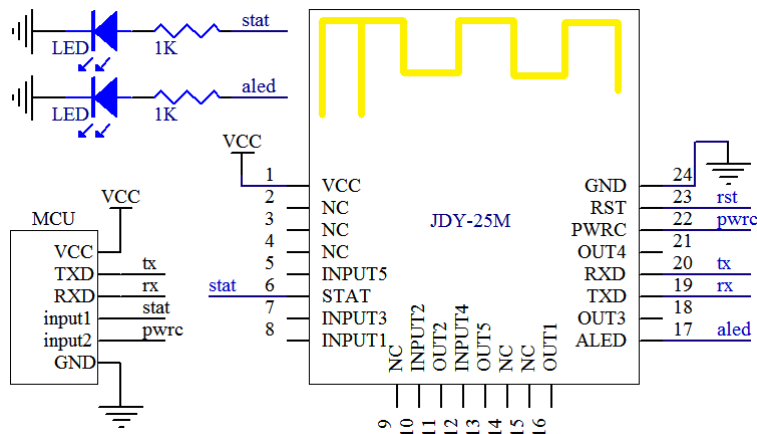 LED 1K stat
LED 1K aled
VCC
1 VCC
2 NC
3 NC
4 NC
5 INPUT5
stat 6 STAT
7 INPUT3
8 INPUT1
JDY-25M
GND 24
RST 23 rst
PWRC 22 pwrc
OUT4 21
RXD 20 tx
TXD 19 rx
OUT3 18
ALED 17 aled
NC INPUT2 OUT2 INPUT4 OUT5 NC NC OUT1
9 10 11 12 13 14 15 16
VCC
MCU
VCC
TXD tx
RXD rx
input1 stat
input2 pwrc
GND